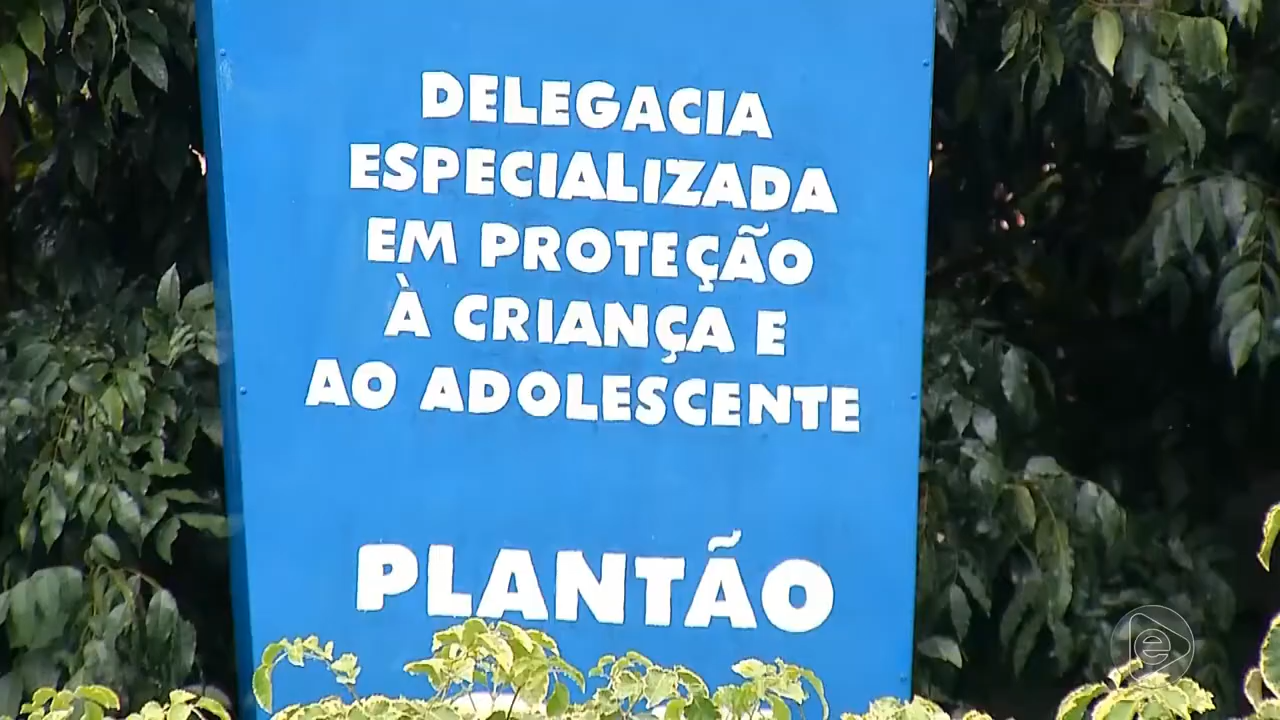 DELEGACIA
ESPECIALIZADA
EM PROTEÇÃO
À CRIANÇA E
AO ADOLESCENTE
PLANTÃO
e